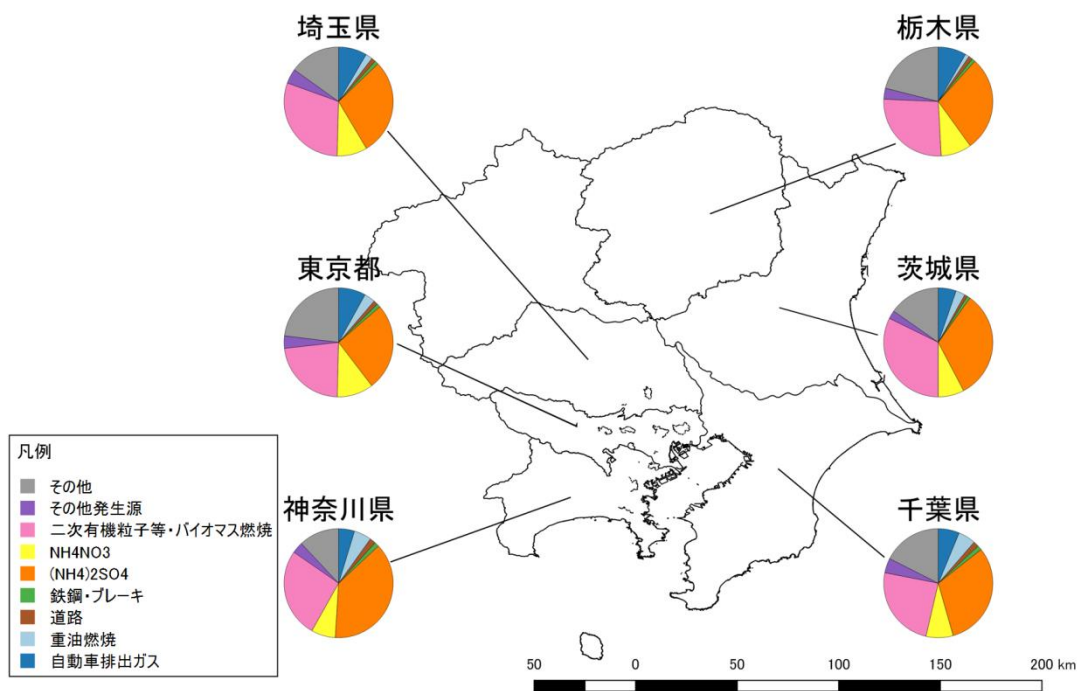 埼玉県
栃木県
東京都
茨城県
神奈川県
千葉県
凡例
その他
その他発生源
二次有機粒子等・バイオマス燃焼
NH4NO3
(NH4)2SO4
鉄鋼・ブレーキ
道路
重油燃焼
自動車排出ガス
50 0 50 100 150 200 km